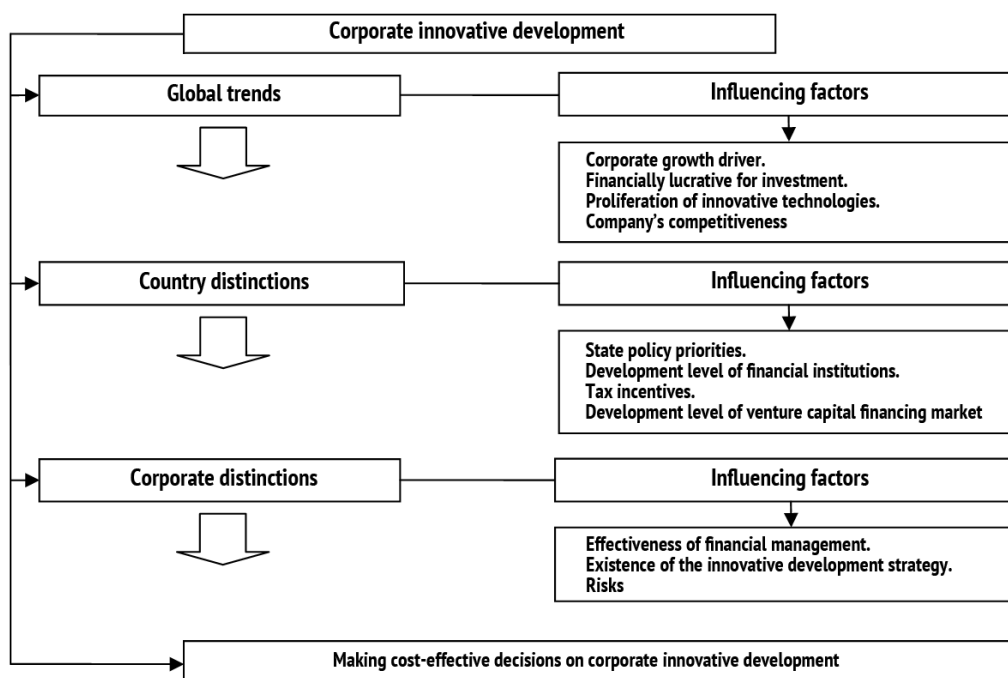 Corporate innovative development
Global trends
Influencing factors
Corporate growth driver.
Financially lucrative for investment.
Proliferation of innovative technologies.
Company's competitiveness
Country distinctions
Influencing factors
State policy priorities.
Development level of financial institutions.
Tax incentives.
Development level of venture capital financing market
Corporate distinctions
Influencing factors
Effectiveness of financial management.
Existence of the innovative development strategy.
Risks
Making cost-effective decisions on corporate innovative development